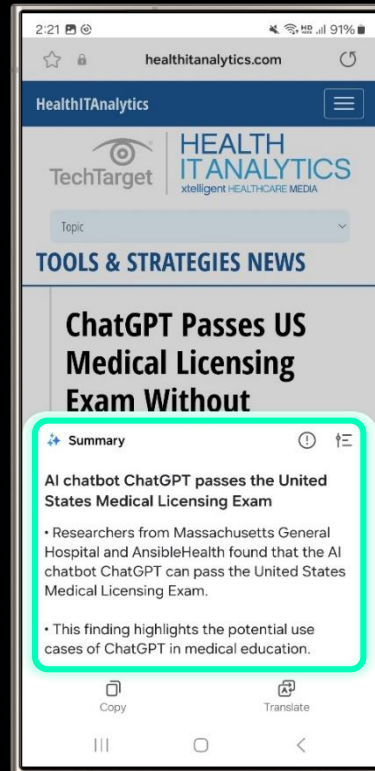 2:21 91%
healthitanalytics.com
HealthITAnalytics
TechTarget
HEALTH
ITANALYTICS
xtelligent HEALTHCARE MEDIA
Topic
TOOLS & STRATEGIES NEWS
ChatGPT Passes US
Medical Licensing
Exam Without
Summary
AI chatbot ChatGPT passes the United
States Medical Licensing Exam
• Researchers from Massachusetts General
Hospital and AnsibleHealth found that the AI
chatbot ChatGPT can pass the United States
Medical Licensing Exam.
• This finding highlights the potential use
cases of ChatGPT in medical education.
Copy Translate